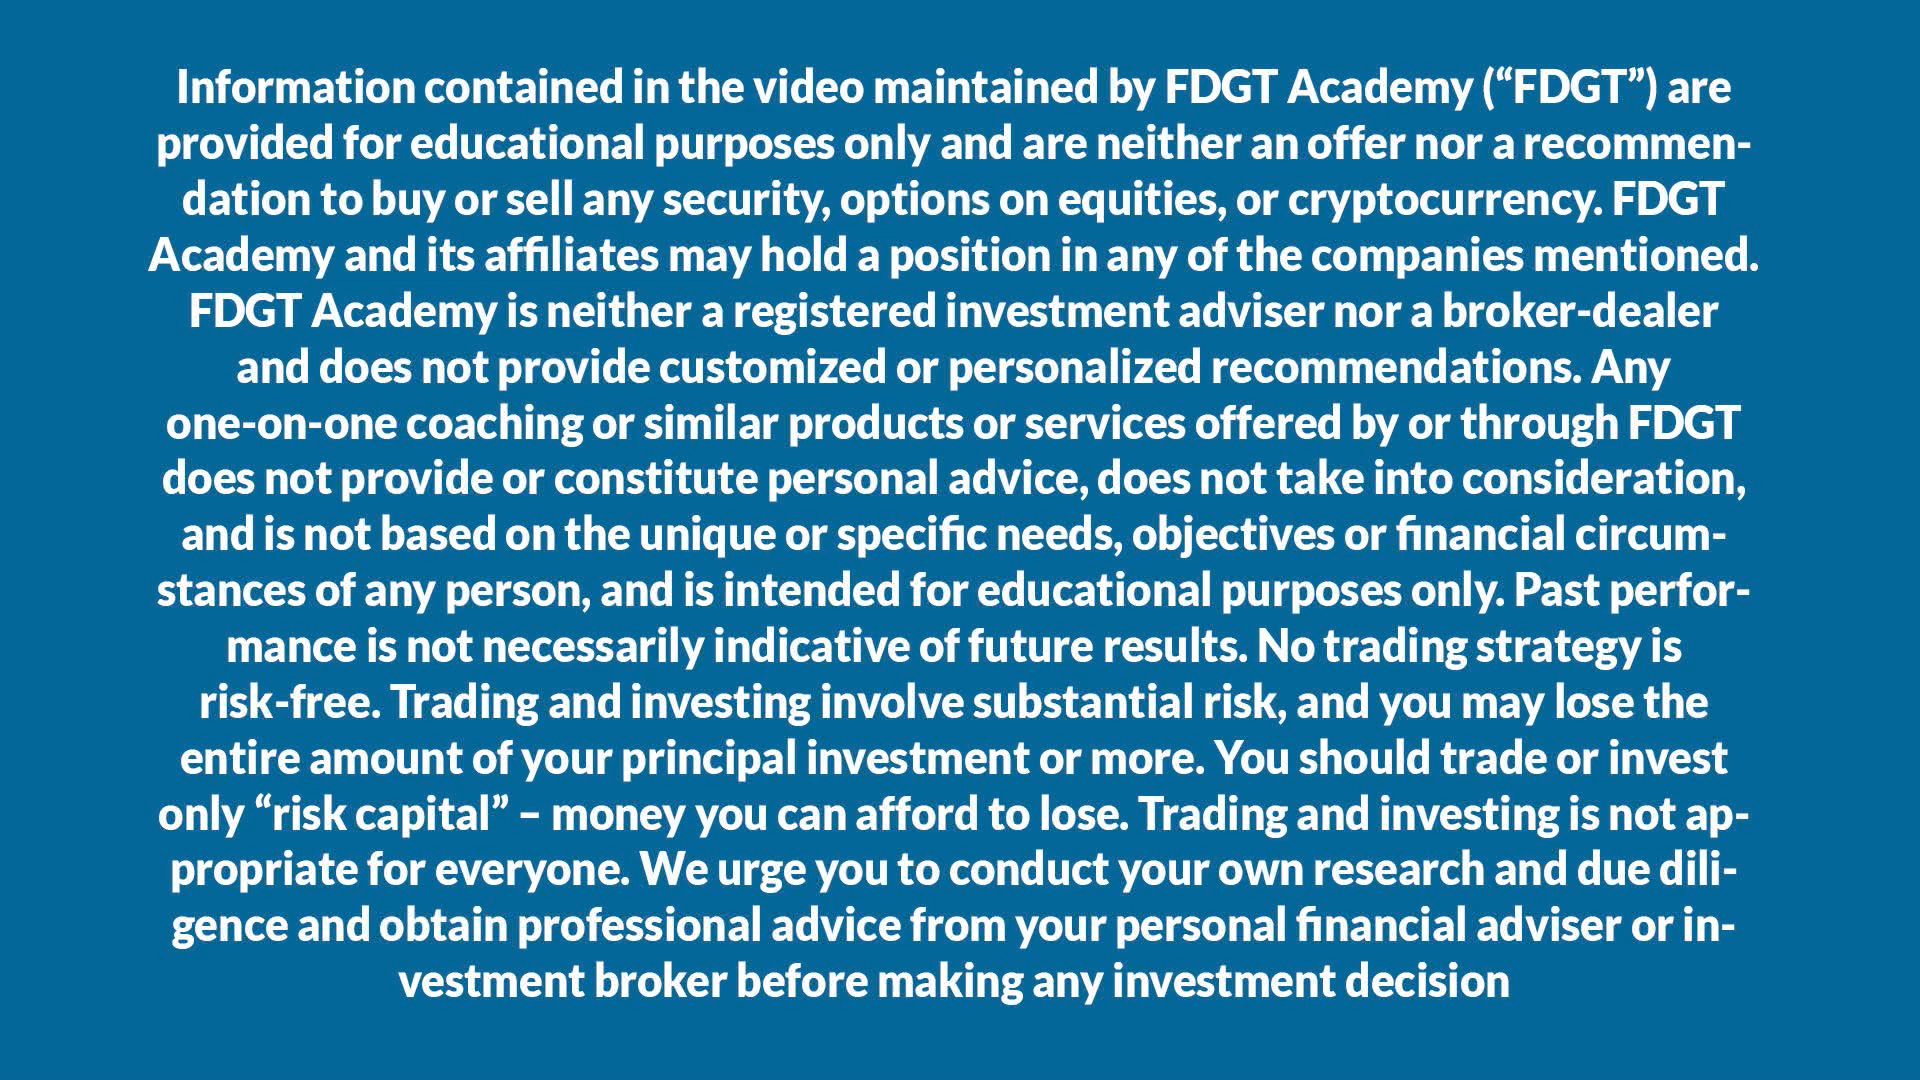 Information contained in the video maintained by FDGT Academy (“FDGT”) are
provided for educational purposes only and are neither an offer nor a recommen-
dation to buy or sell any security, options on equities, or cryptocurrency. FDGT
Academy and its affiliates may hold a position in any of the companies mentioned.
FDGT Academy is neither a registered investment adviser nor a broker-dealer
and does not provide customized or personalized recommendations. Any
one-on-one coaching or similar products or services offered by or through FDGT
does not provide or constitute personal advice, does not take into consideration,
and is not based on the unique or specific needs, objectives or financial circum-
stances of any person, and is intended for educational purposes only. Past perfor-
mance is not necessarily indicative of future results. No trading strategy is
risk-free. Trading and investing involve substantial risk, and you may lose the
entire amount of your principal investment or more. You should trade or invest
only “risk capital” – money you can afford to lose. Trading and investing is not ap-
propriate for everyone. We urge you to conduct your own research and due dili-
gence and obtain professional advice from your personal financial adviser or in-
vestment broker before making any investment decision